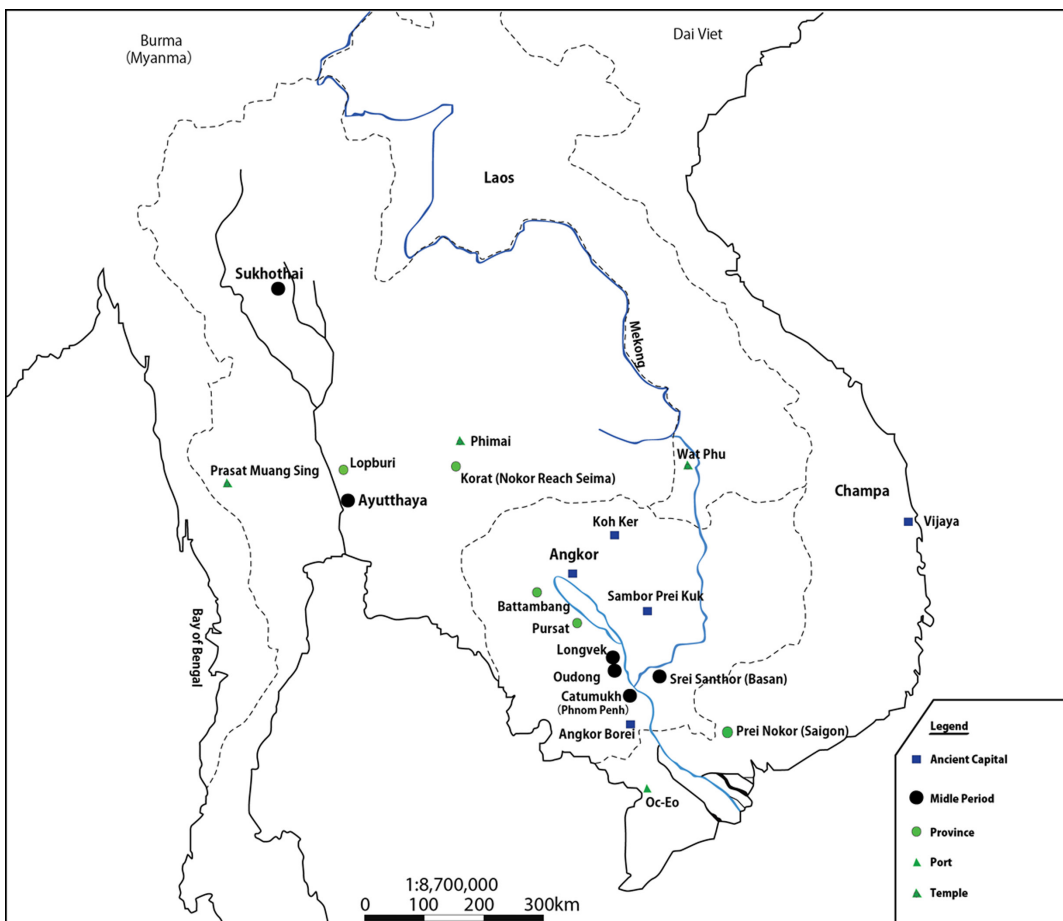 Burma
(Myanma)
Dai Viet
Laos
Sukhothai
Mekong
Phimai
Wat Phu
Lopburi
Prasat Muang Sing
Korat (Nokor Reach Seima)
Champa
Ayutthaya
Koh Ker
Vijaya
Angkor
Sambor Prei Kuk
Battambang
Bay of Bengal
Pursat
Longvek
Oudong
Srei Santhor (Basan)
Catumukh
(Phnom Penh)
Angkor Borei
Prei Nokor (Saigon)
Oc-Eo
Legend
Ancient Capital
Midle Period
Province
Port
Temple
1:8,700,000
0 100 200 300km